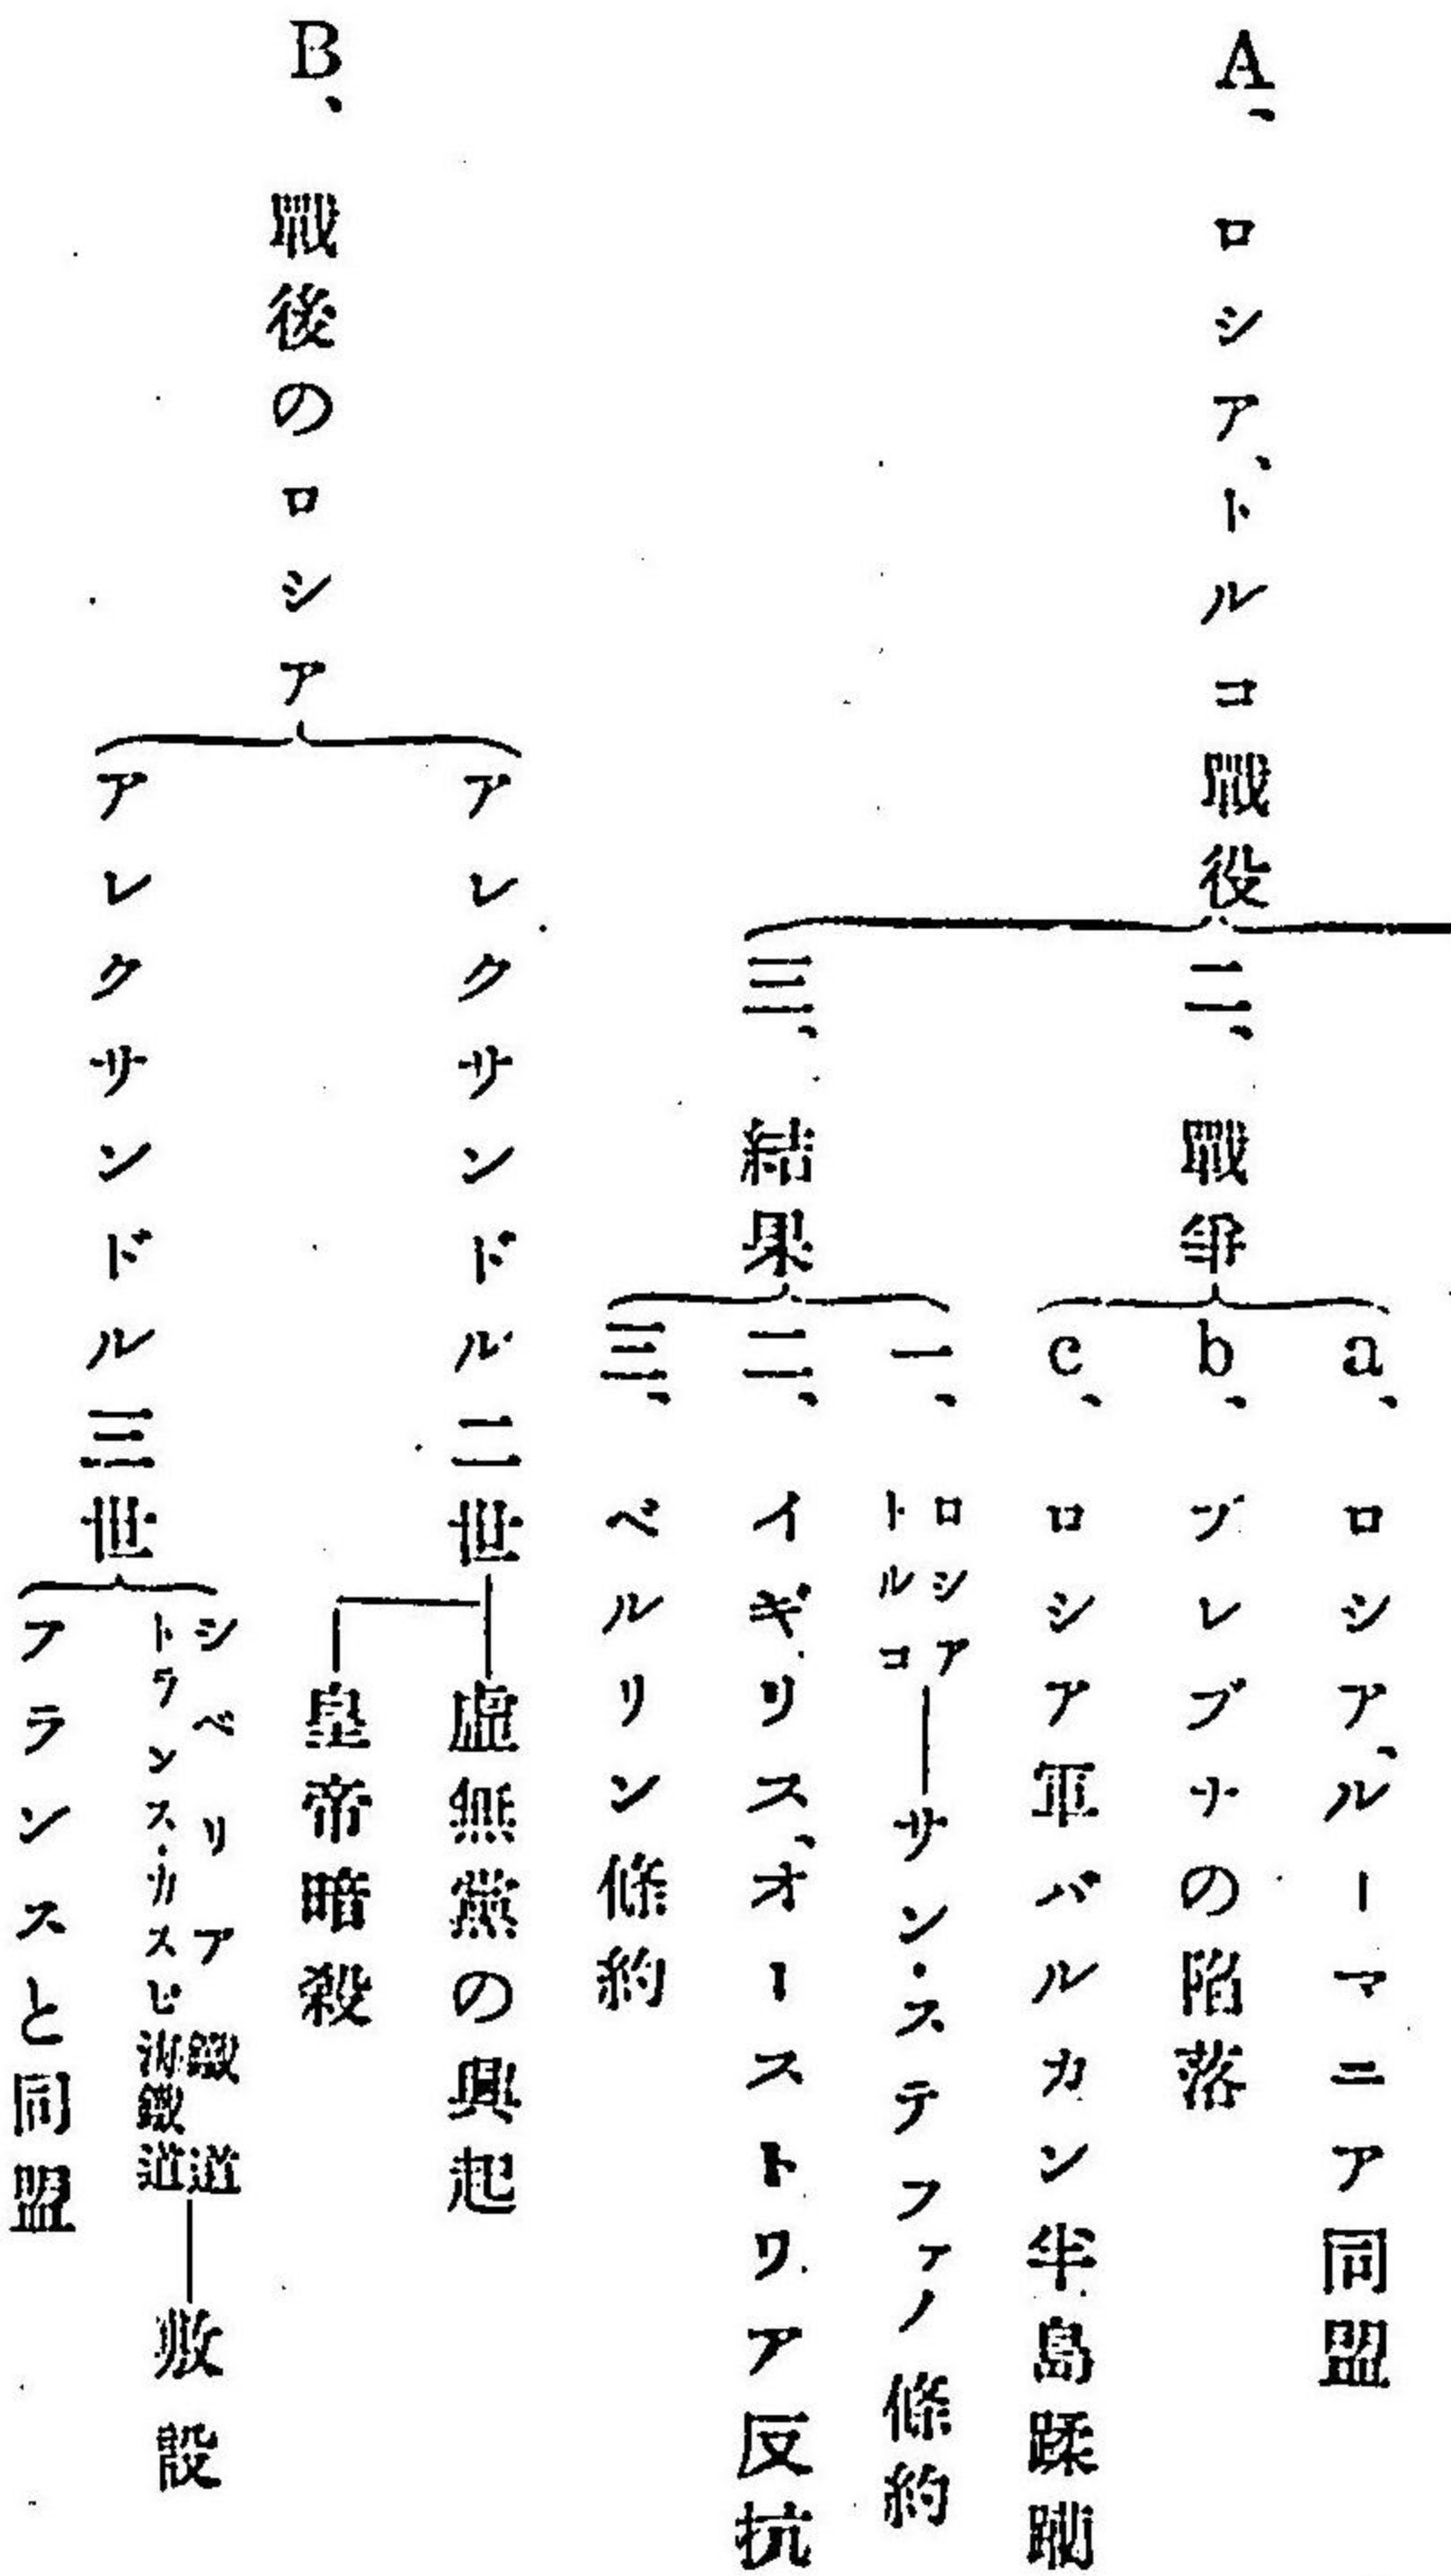 A、ロシア、トルコ戰役
二、戰爭
a、ロシア、ルーマニア同盟
b、プレブナの陷落
c、ロシア軍バルカン半島蹂躙
三、結果
一、ロシア
トルコ
サン・ステファノ條約
二、イギリス、オーストリア反抗
三、ベルリン條約
B、戰後のロシア
アレクサンドル二世
虛無黨の興起
皇帝暗殺
アレクサンドル三世
シベリア鐵道
トランス・カスピ海鐵道
敷設
フランスと同盟